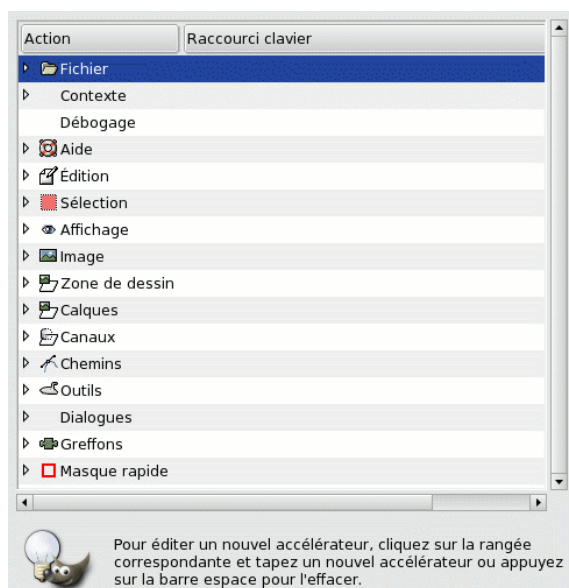 Action Raccourci clavier
Fichier
Contexte
Débogage
Aide
Édition
Sélection
Affichage
Image
Zone de dessin
Calques
Canaux
Chemins
Outils
Dialogues
Greffons
Masque rapide
Pour éditer un nouvel accélérateur, cliquez sur la rangée
correspondante et tapez un nouvel accélérateur ou appuyez
sur la barre espace pour l'effacer.